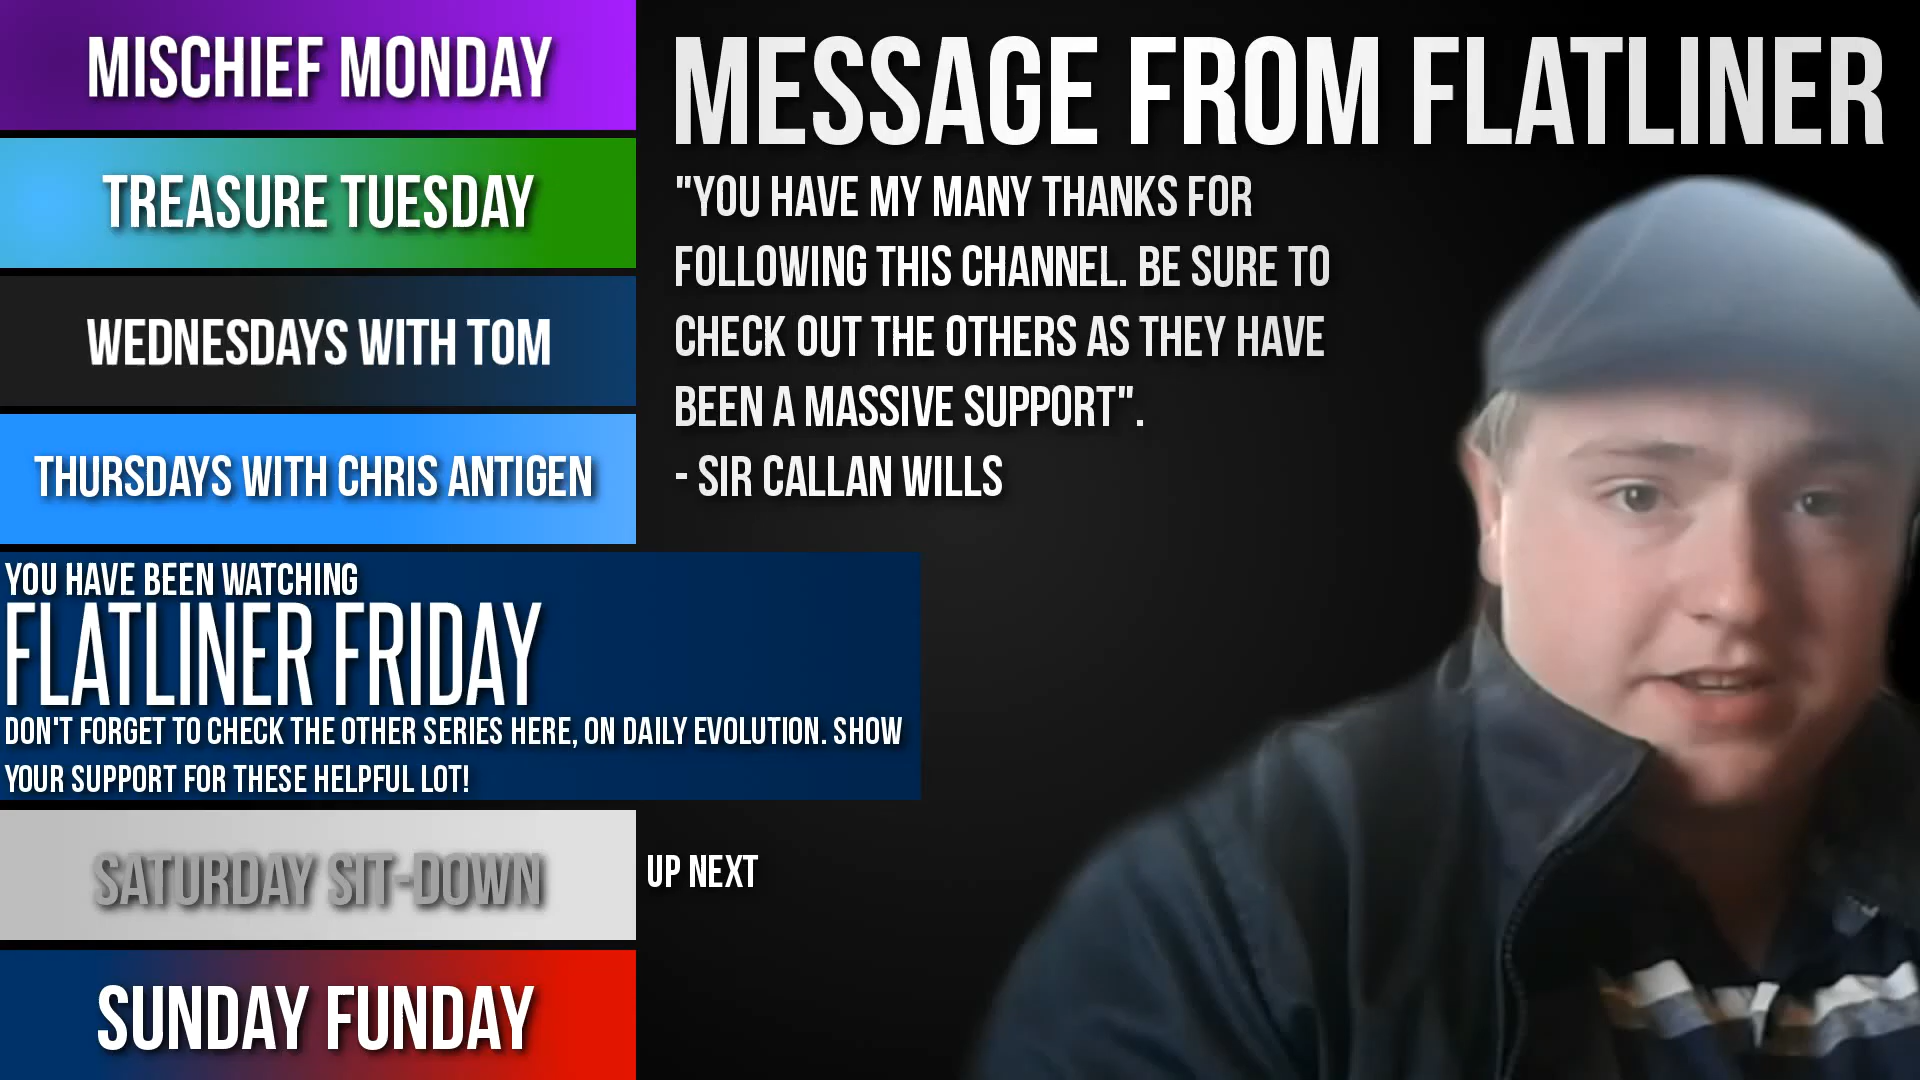 MISCHIEF MONDAY
TREASURE TUESDAY
WEDNESDAYS WITH TOM
THURSDAYS WITH CHRIS ANTIGEN
YOU HAVE BEEN WATCHING
FLATLINER FRIDAY
DON'T FORGET TO CHECK THE OTHER SERIES HERE, ON DAILY EVOLUTION. SHOW
YOUR SUPPORT FOR THESE HELPFUL LOT!
SATURDAY SIT-DOWN
UP NEXT
SUNDAY FUNDAY
MESSAGE FROM FLATLINER
"YOU HAVE MY MANY THANKS FOR
FOLLOWING THIS CHANNEL. BE SURE TO
CHECK OUT THE OTHERS AS THEY HAVE
BEEN A MASSIVE SUPPORT".
- SIR CALLAN WILLS